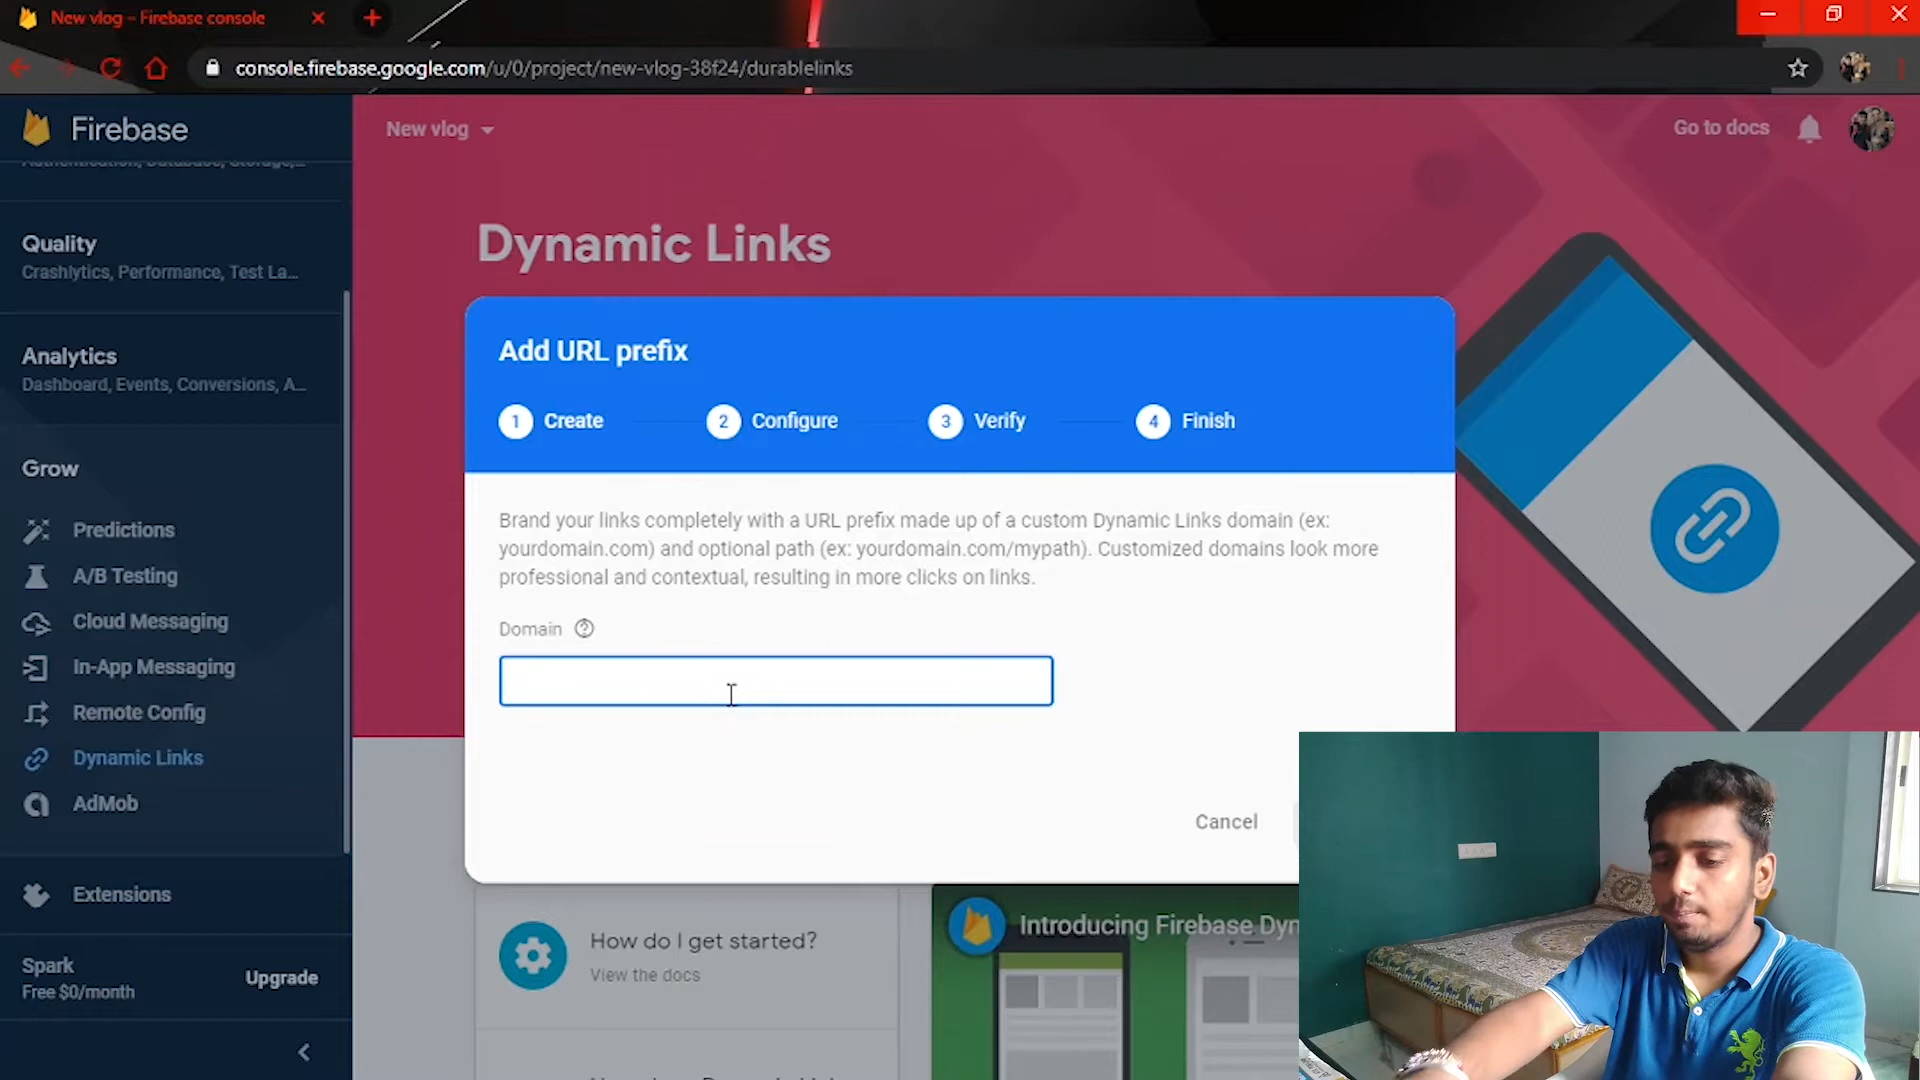 New vlog – Firebase console
console.firebase.google.com/u/0/project/new-vlog-38f24/durablelinks
Firebase
New vlog
Go to docs
Authentication, Database, Storage,...
Quality
Crashlytics, Performance, Test La...
Analytics
Dashboard, Events, Conversions, A...
Grow
Predictions
A/B Testing
Cloud Messaging
In-App Messaging
Remote Config
Dynamic Links
AdMob
Extensions
Spark
Free $0/month
Upgrade
Dynamic Links
Add URL prefix
1 Create
2 Configure
3 Verify
4 Finish
Brand your links completely with a URL prefix made up of a custom Dynamic Links domain (ex:
yourdomain.com) and optional path (ex: yourdomain.com/mypath). Customized domains look more
professional and contextual, resulting in more clicks on links.
Domain
Cancel
How do I get started?
View the docs
Introducing Firebase Dyn